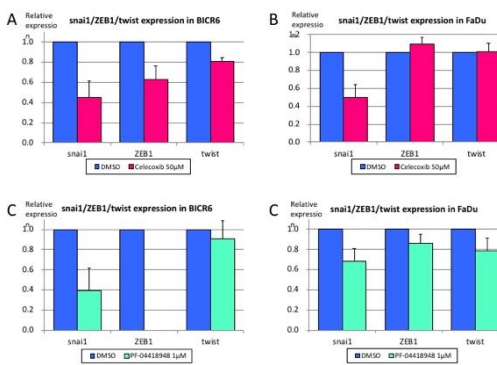 A
Relative
expressio
n
snai1/ZEB1/twist expression in BICR6
1.0
0.8
0.6
0.4
0.2
0.0
snai1 ZEB1 twist
DMSO Celecoxib 50μM
B
Relative
expressio
n
snai1/ZEB1/twist expression in FaDu
1.2
1.0
0.8
0.6
0.4
0.2
0.0
snai1 ZEB1 twist
DMSO Celecoxib 50μM
C
Relative
expressio
n
snai1/ZEB1/twist expression in BICR6
1.0
0.8
0.6
0.4
0.2
0.0
snai1 ZEB1 twist
DMSO PF-04418948 1μM
C
Relative
expressio
n
snai1/ZEB1/twist expression in FaDu
1.0
0.8
0.6
0.4
0.2
0.0
snai1 ZEB1 twist
DMSO PF-04418948 1μM